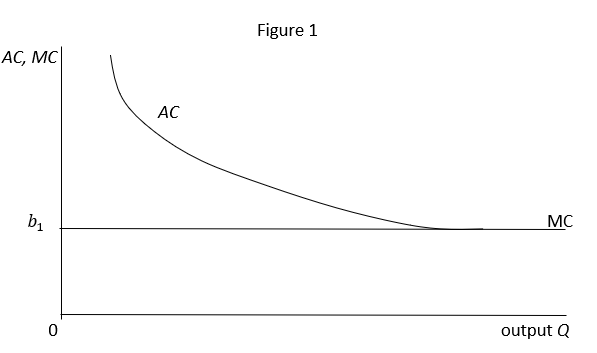 Figure 1
AC, MC
AC
b1
MC
0
output Q